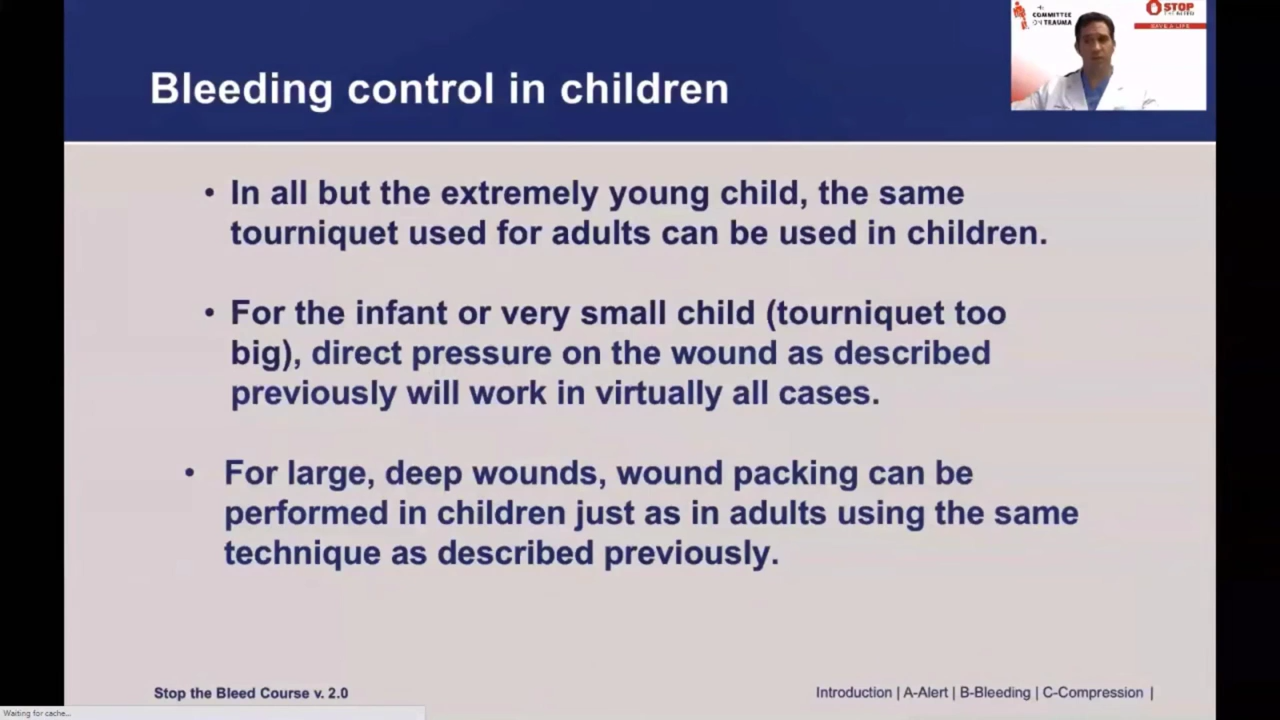 Bleeding control in children
COMMITTEE
ON TRAUMA
STOP
SAVE A LIFE
• In all but the extremely young child, the same
tourniquet used for adults can be used in children.
• For the infant or very small child (tourniquet too
big), direct pressure on the wound as described
previously will work in virtually all cases.
• For large, deep wounds, wound packing can be
performed in children just as in adults using the same
technique as described previously.
Stop the Bleed Course v. 2.0
Introduction | A-Alert | B-Bleeding | C-Compression |
Waiting for cache...